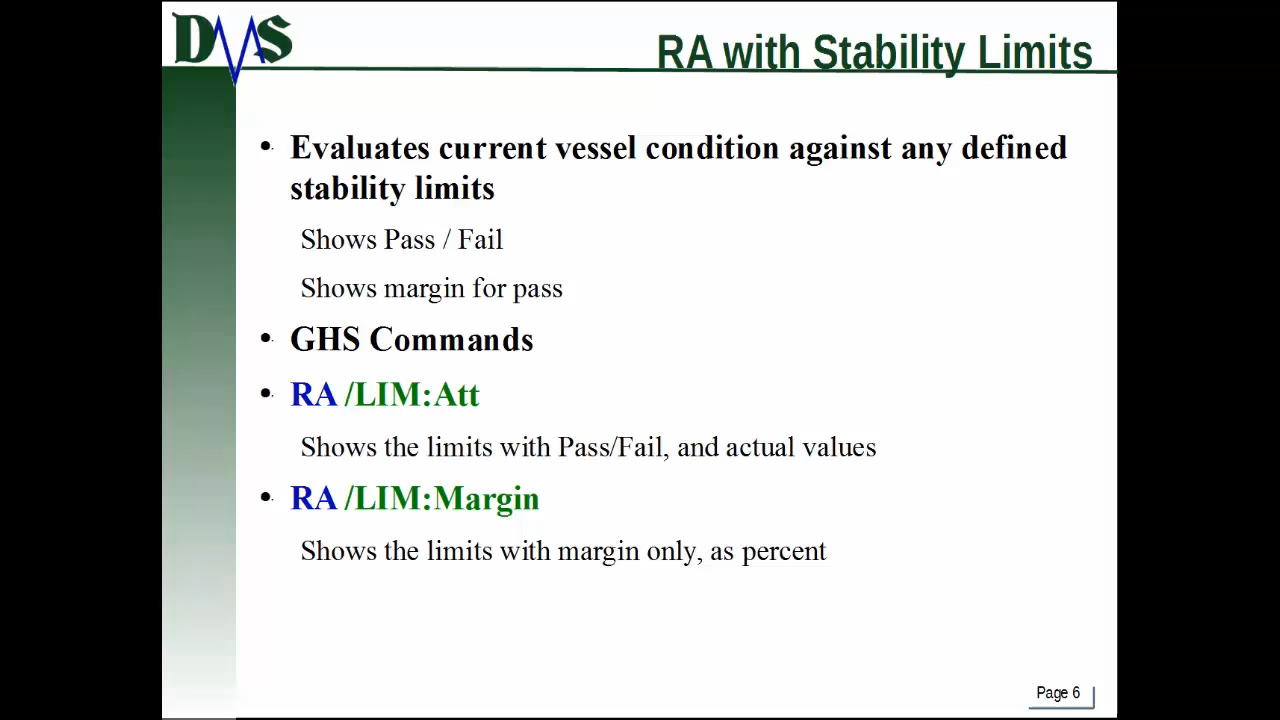 DMS
RA with Stability Limits
• Evaluates current vessel condition against any defined
stability limits
Shows Pass / Fail
Shows margin for pass
• GHS Commands
• RA /LIM:Att
Shows the limits with Pass/Fail, and actual values
• RA /LIM:Margin
Shows the limits with margin only, as percent
Page 6